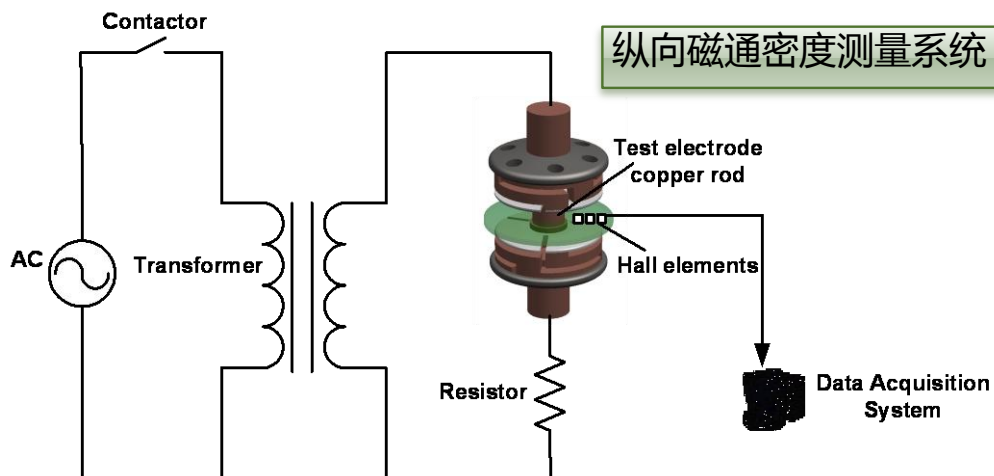 Contactor
纵向磁通密度测量系统
Test electrode
copper rod
AC
Transformer
Hall elements
Resistor
Data Acquisition
System